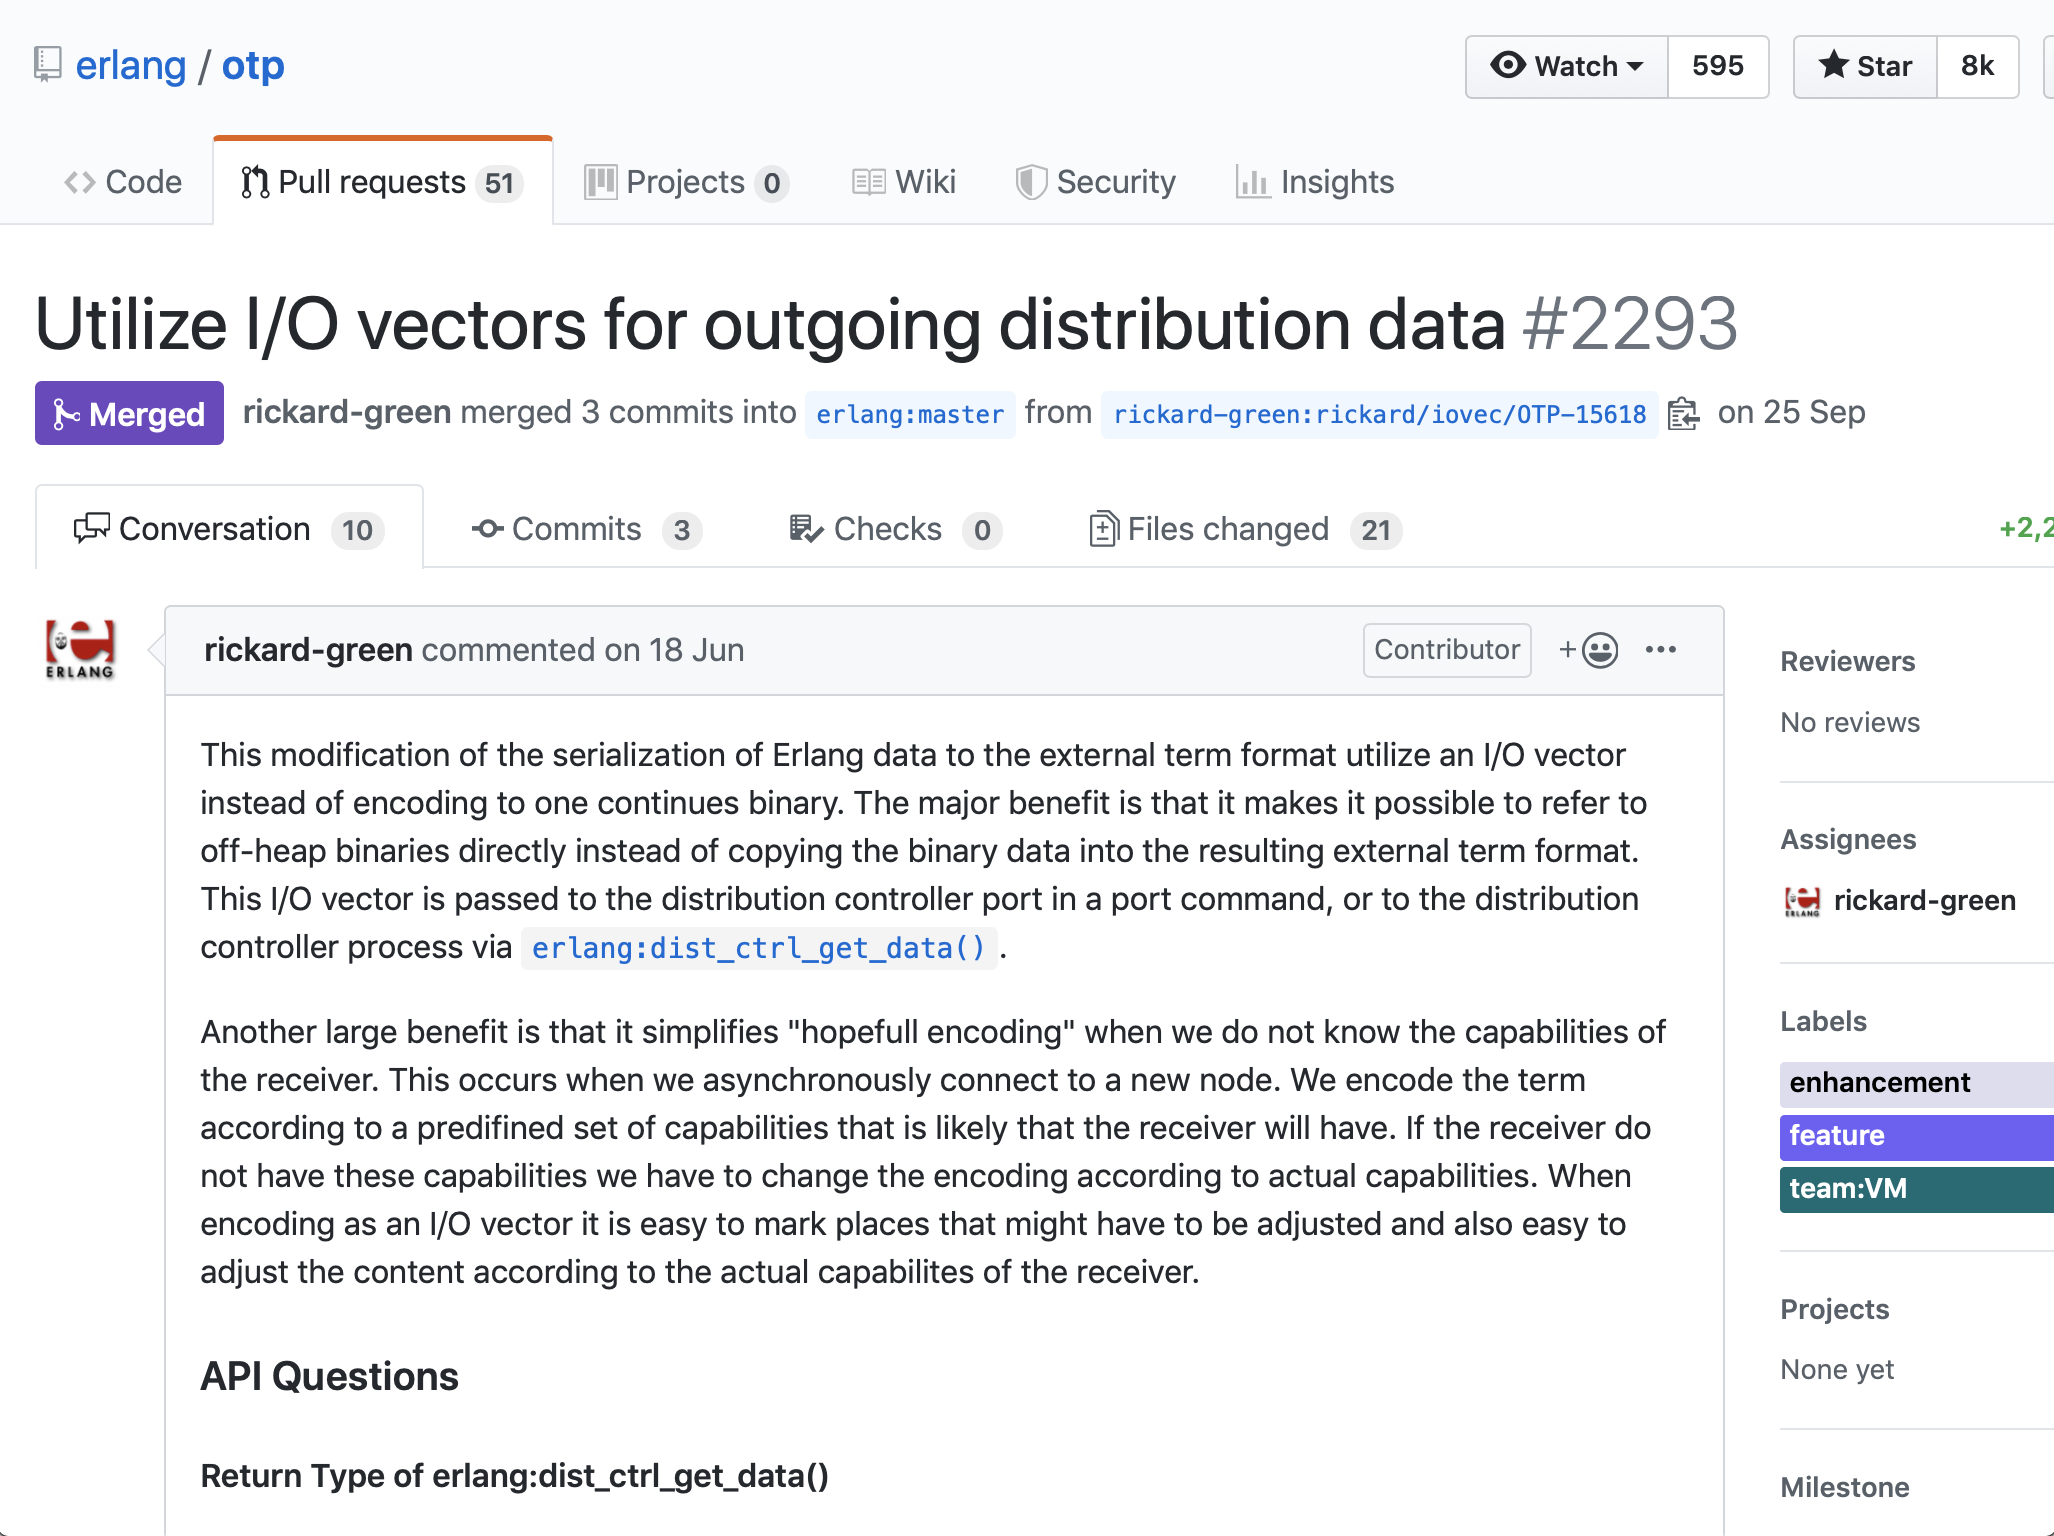 erlang / otp
Watch 595 Star 8k
Code Pull requests 51 Projects 0 Wiki Security Insights
Utilize I/O vectors for outgoing distribution data #2293
Merged rickard-green merged 3 commits into erlang:master from rickard-green:rickard/iovec/OTP-15618 on 25 Sep
Conversation 10 Commits 3 Checks 0 Files changed 21 +2,2
ERLANG
rickard-green commented on 18 Jun Contributor
This modification of the serialization of Erlang data to the external term format utilize an I/O vector
instead of encoding to one continues binary. The major benefit is that it makes it possible to refer to
off-heap binaries directly instead of copying the binary data into the resulting external term format.
This I/O vector is passed to the distribution controller port in a port command, or to the distribution
controller process via erlang:dist_ctrl_get_data().
Another large benefit is that it simplifies "hopefull encoding" when we do not know the capabilities of
the receiver. This occurs when we asynchronously connect to a new node. We encode the term
according to a predifined set of capabilities that is likely that the receiver will have. If the receiver do
not have these capabilities we have to change the encoding according to actual capabilities. When
encoding as an I/O vector it is easy to mark places that might have to be adjusted and also easy to
adjust the content according to the actual capabilites of the receiver.
API Questions
Return Type of erlang:dist_ctrl_get_data()
Reviewers
No reviews
Assignees
ERLANG rickard-green
Labels
enhancement
feature
team:VM
Projects
None yet
Milestone